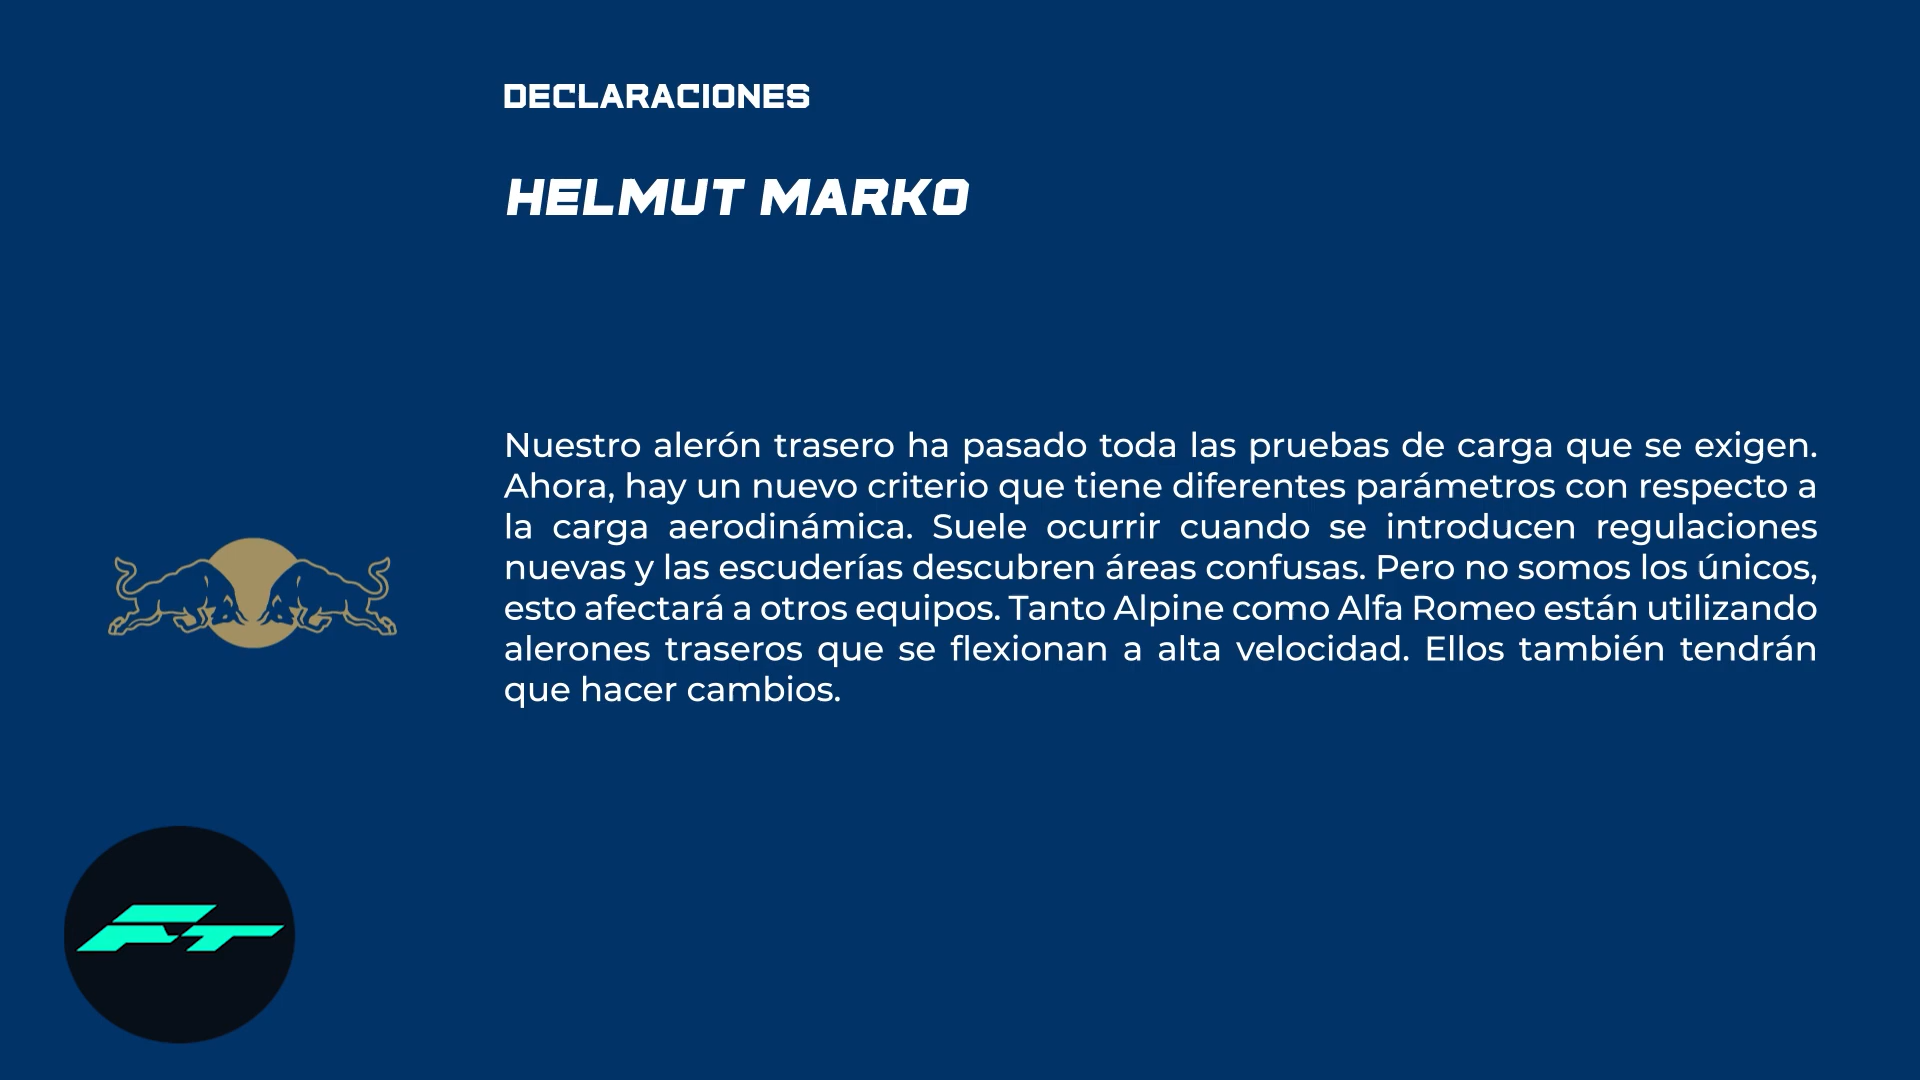 DECLARACIONES
HELMUT MARKO
Nuestro alerón trasero ha pasado toda las pruebas de carga que se exigen.
Ahora, hay un nuevo criterio que tiene diferentes parámetros con respecto a
la carga aerodinámica. Suele ocurrir cuando se introducen regulaciones
nuevas y las escuderías descubren áreas confusas. Pero no somos los únicos,
esto afectará a otros equipos. Tanto Alpine como Alfa Romeo están utilizando
alerones traseros que se flexionan a alta velocidad. Ellos también tendrán
que hacer cambios.
FT